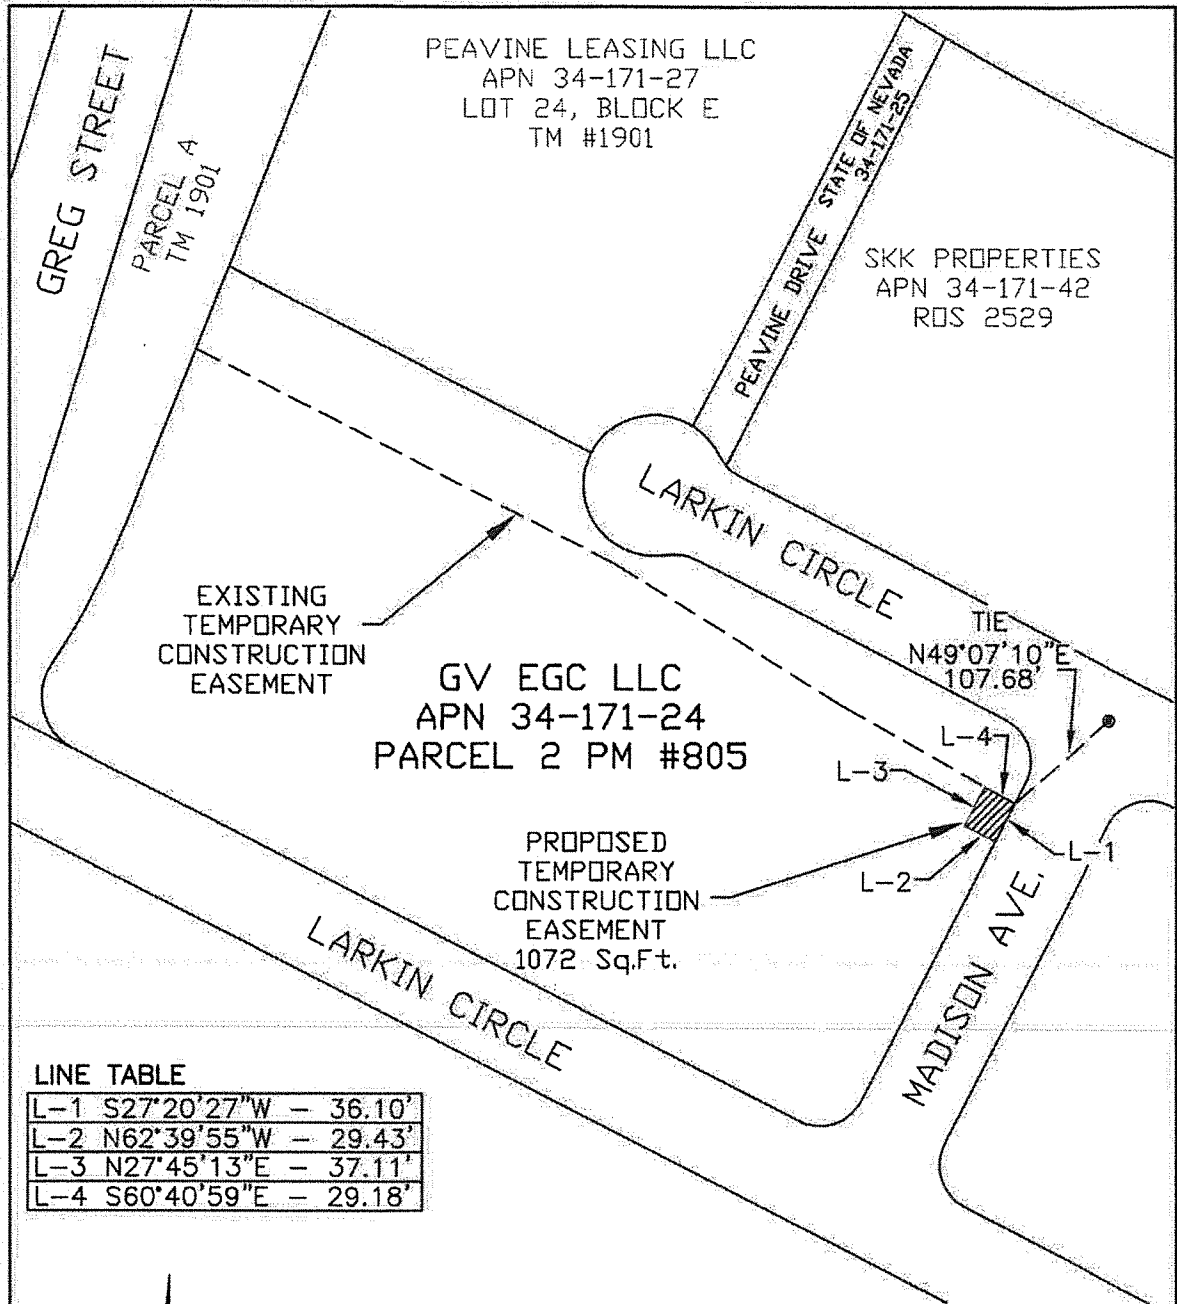 PEAVINE LEASING LLC
APN 34-171-27
LOT 24, BLOCK E
TM #1901
GREG STREET
PARCEL A
TM 1901
PEAVINE DRIVE STATE OF NEVADA
34-171-25
SKK PROPERTIES
APN 34-171-42
ROS 2529
LARKIN CIRCLE
EXISTING
TEMPORARY
CONSTRUCTION
EASEMENT
TIE
N49°07'10"E
107.68'
GV EGC LLC
APN 34-171-24
PARCEL 2 PM #805
L-4
L-3
L-1
L-2
PROPOSED
TEMPORARY
CONSTRUCTION
EASEMENT
1072 Sq.Ft.
MADISON AVE.
LARKIN CIRCLE
LINE TABLE
L-1 S27°20'27"W - 36.10'
L-2 N62°39'55"W - 29.43'
L-3 N27°45'13"E - 37.11'
L-4 S60°40'59"E - 29.18'